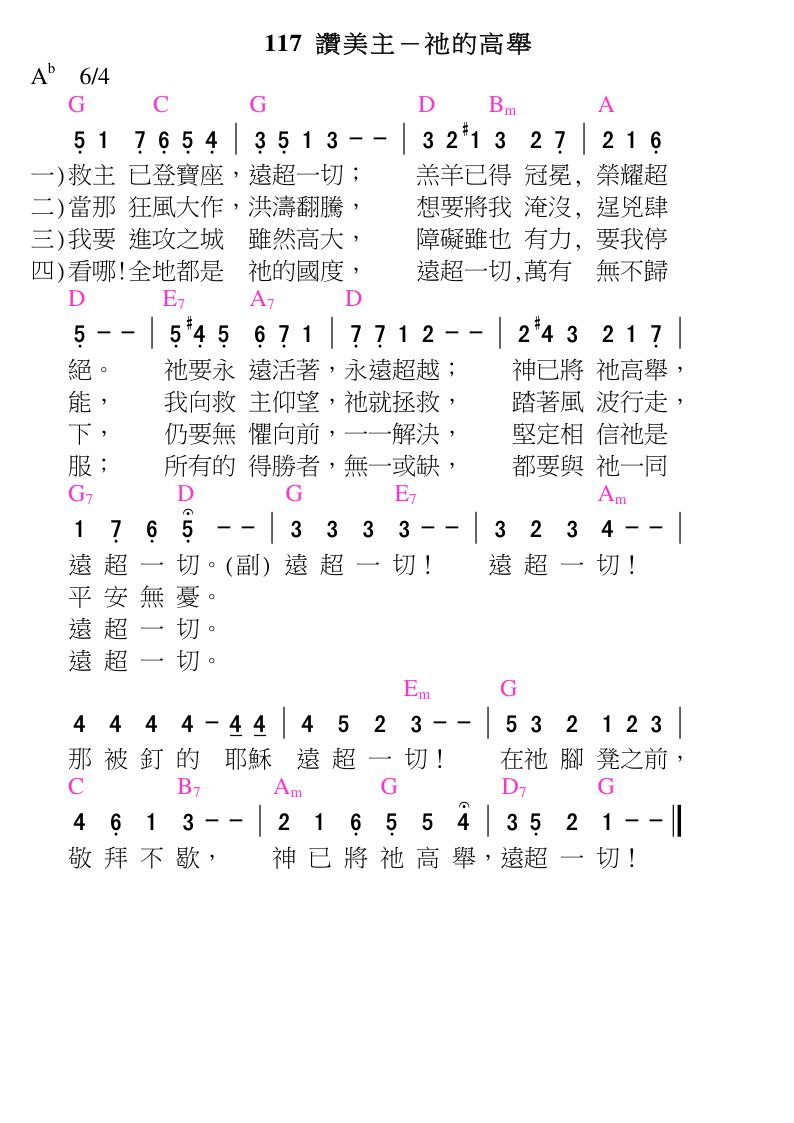 117 讚美主－祂的高舉
A♭ 6/4
G C G D Bm A
5 1 7 6 5 4 | 3 5 1 3 － － | 3 2 #1 3 2 7 | 2 1 6
一)救主 已登寶座，遠超一切； 羔羊已得 冠冕, 榮耀超
二)當那 狂風大作，洪濤翻騰， 想要將我 淹沒, 逞兇肆
三)我要 進攻之城 雖然高大， 障礙雖也 有力, 要我停
四)看哪!全地都是 祂的國度， 遠超一切,萬有 無不歸
D E7 A7 D
5 － － | 5 #4 5 6 7 1 | 7 7 1 2 － － | 2 #4 3 2 1 7 |
絕。 祂要永 遠活著，永遠超越； 神已將 祂高舉，
能， 我向救 主仰望，祂就拯救， 踏著風 波行走，
下， 仍要無 懼向前，一一解決， 堅定相 信祂是
服； 所有的 得勝者，無一或缺， 都要與 祂一同
G7 D G E7 Am
1 7 6 5 － － | 3 3 3 3 － － | 3 2 3 4 － － |
遠 超 一 切。(副) 遠 超 一 切！ 遠 超 一 切！
平 安 無 憂。
遠 超 一 切。
遠 超 一 切。
Em G
4 4 4 4 － 4 4 | 4 5 2 3 － － | 5 3 2 1 2 3 |
那 被 釘 的 耶穌 遠 超 一 切！ 在祂 腳 凳之前，
C B7 Am G D7 G
4 6 1 3 － － | 2 1 6 5 5 4 | 3 5 2 1 － － ‖
敬 拜 不 歇， 神 已 將 祂 高 舉，遠超 一 切！